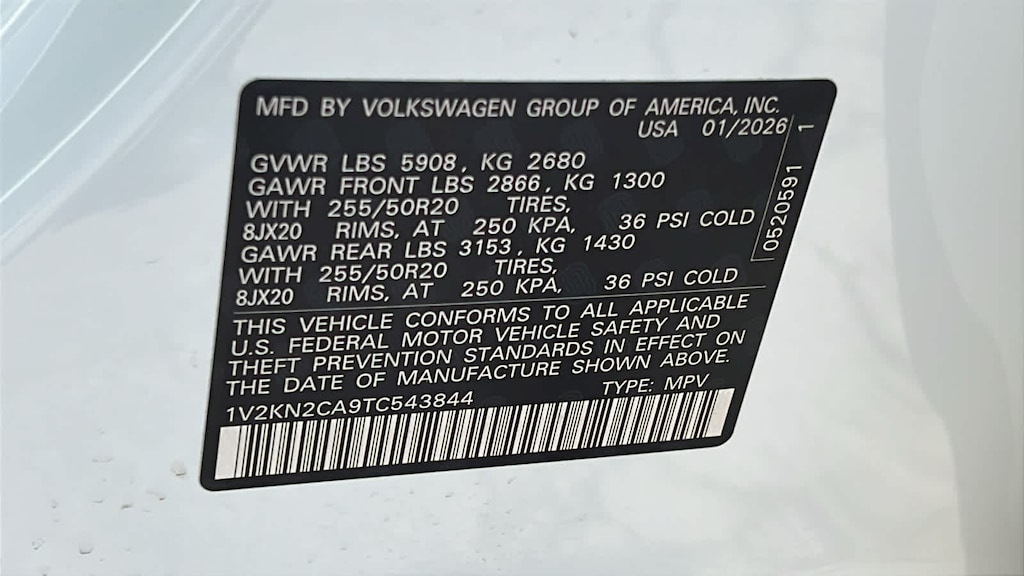 MFD BY VOLKSWAGEN GROUP OF AMERICA, INC.
USA 01/2026
GVWR LBS 5908, KG 2680
GAWR FRONT LBS 2866, KG 1300
WITH 255/50R20 TIRES,
8JX20 RIMS, AT 250 KPA, 36 PSI COLD
GAWR REAR LBS 3153, KG 1430
WITH 255/50R20 TIRES,
8JX20 RIMS, AT 250 KPA, 36 PSI COLD
0520591 1
THIS VEHICLE CONFORMS TO ALL APPLICABLE
U.S. FEDERAL MOTOR VEHICLE SAFETY AND
THEFT PREVENTION STANDARDS IN EFFECT ON
THE DATE OF MANUFACTURE SHOWN ABOVE.
1V2KN2CA9TC543844 TYPE: MPV